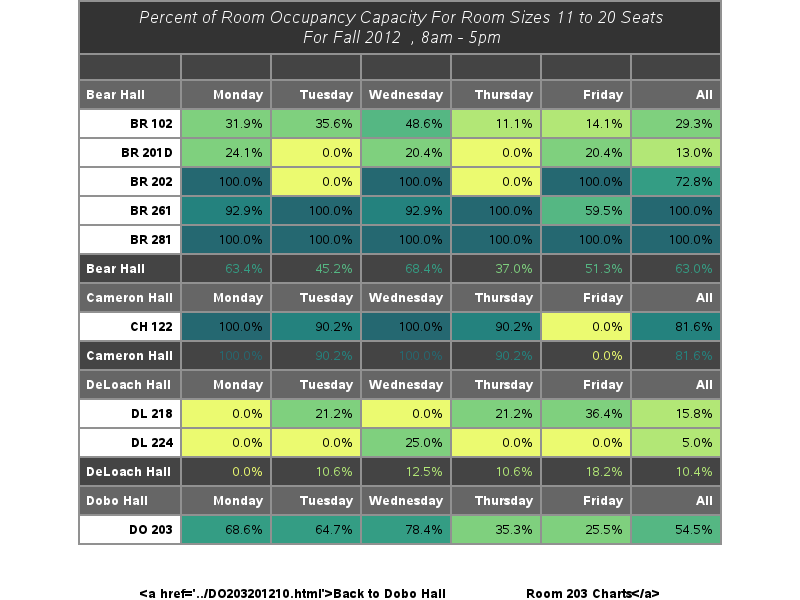 Percent of Room Occupancy Capacity For Room Sizes 11 to 20 Seats
For Fall 2012  , 8am - 5pm
Bear Hall Monday Tuesday Wednesday Thursday Friday All
BR 102 31.9% 35.6% 48.6% 11.1% 14.1% 29.3%
BR 201D 24.1% 0.0% 20.4% 0.0% 20.4% 13.0%
BR 202 100.0% 0.0% 100.0% 0.0% 100.0% 72.8%
BR 261 92.9% 100.0% 92.9% 100.0% 59.5% 100.0%
BR 281 100.0% 100.0% 100.0% 100.0% 100.0% 100.0%
Bear Hall 63.4% 45.2% 68.4% 37.0% 51.3% 63.0%
Cameron Hall Monday Tuesday Wednesday Thursday Friday All
CH 122 100.0% 90.2% 100.0% 90.2% 0.0% 81.6%
Cameron Hall 100.0% 90.2% 100.0% 90.2% 0.0% 81.6%
DeLoach Hall Monday Tuesday Wednesday Thursday Friday All
DL 218 0.0% 21.2% 0.0% 21.2% 36.4% 15.8%
DL 224 0.0% 0.0% 25.0% 0.0% 0.0% 5.0%
DeLoach Hall 0.0% 10.6% 12.5% 10.6% 18.2% 10.4%
Dobo Hall Monday Tuesday Wednesday Thursday Friday All
DO 203 68.6% 64.7% 78.4% 35.3% 25.5% 54.5%
<a href='../DO203201210.html'>Back to Dobo Hall Room 203 Charts</a>